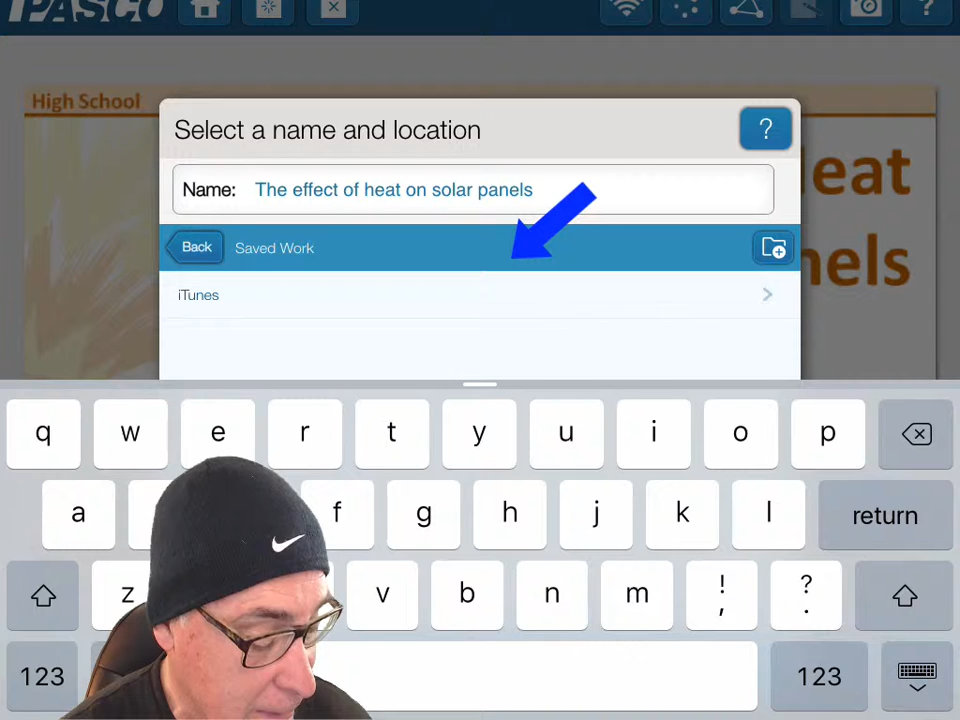 PASCO
?
High School
Select a name and location
?
Heat
Name: The effect of heat on solar panels
Back Saved Work
nels
iTunes
q w e r t y u i o p
a f g h j k l return
z v b n m ! , ? .
123 123